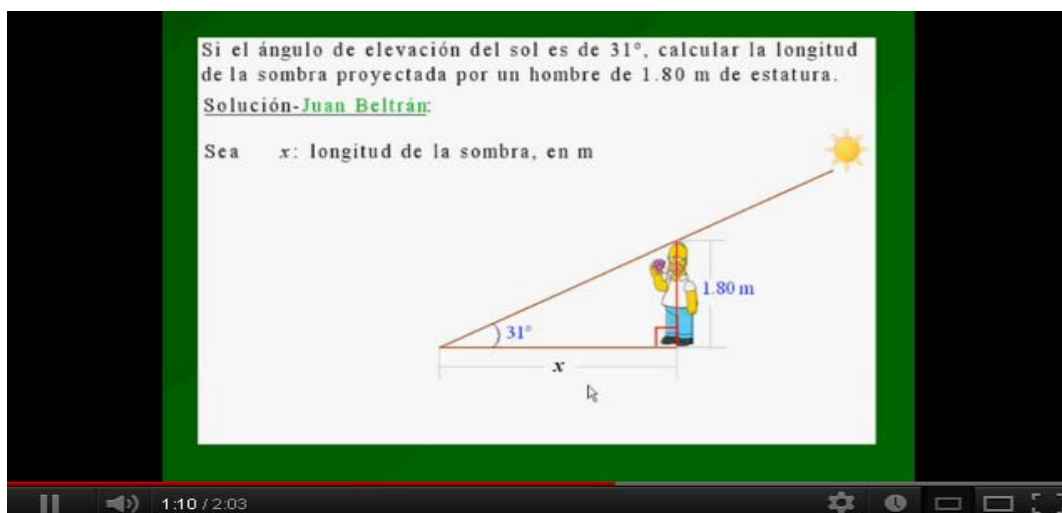 Si el ángulo de elevación del sol es de 31°, calcular la longitud
de la sombra proyectada por un hombre de 1.80 m de estatura.
Solución-Juan Beltrán:
Sea x: longitud de la sombra, en m
1.80 m
31°
x
1:10 / 2:03